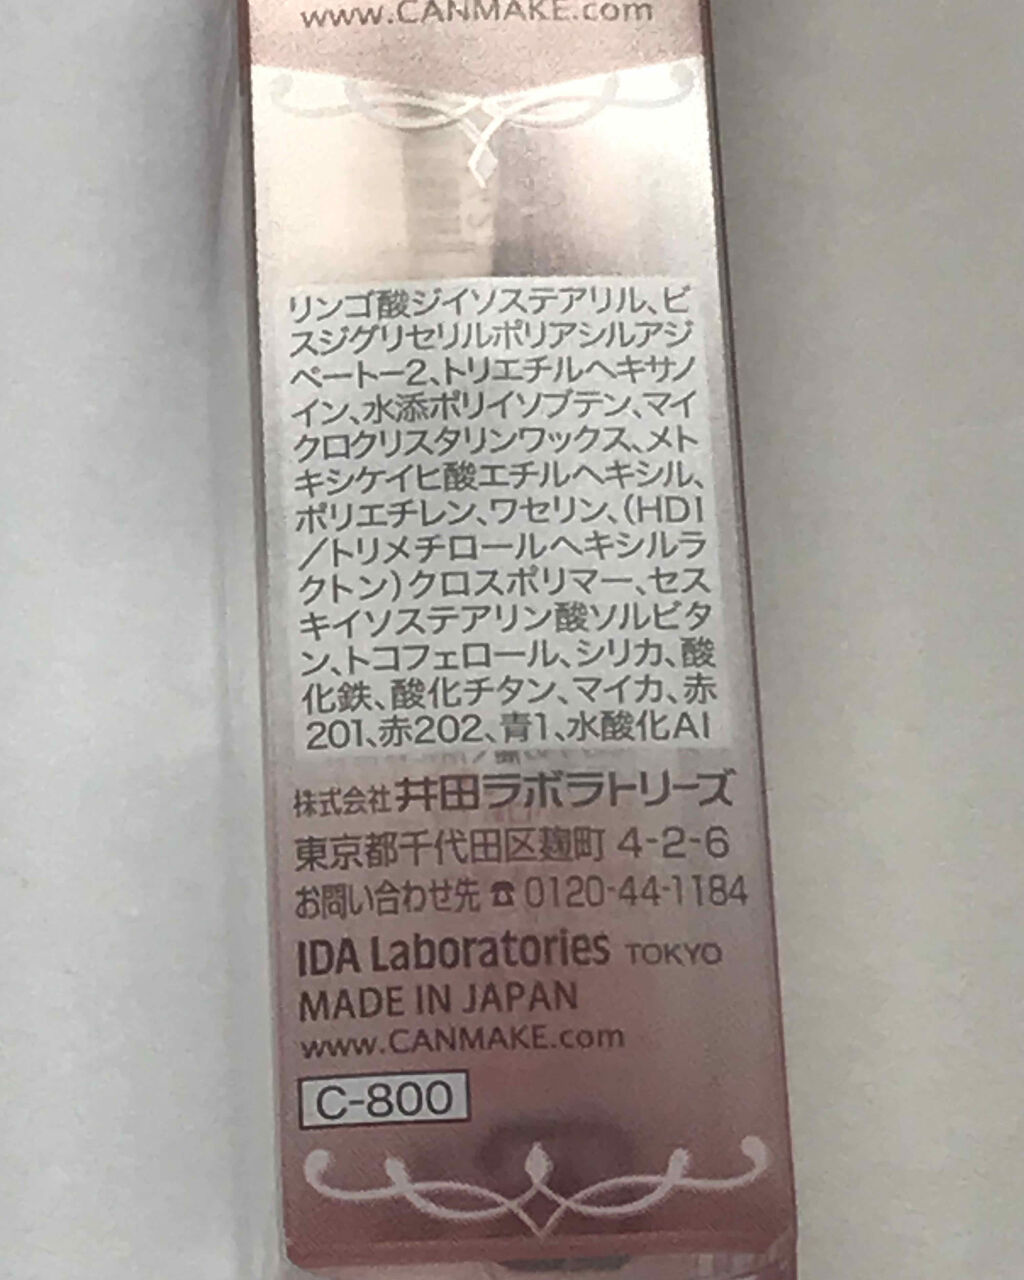 www.CANMAKE.com
リンゴ酸ジイソステアリル、ビ
スジグリセリルポリアシルアジ
ペートー2、トリエチルヘキサノ
イン、水添ポリイソブテン、マイ
クロクリスタリンワックス、メト
キシケイヒ酸エチルヘキシル、
ポリエチレン、ワセリン、(HDI
/トリメチロールヘキシルラ
クトン)クロスポリマー、セス
キイソステアリン酸ソルビタ
ン、トコフェロール、シリカ、酸
化鉄、酸化チタン、マイカ、赤
201、赤202、青1、水酸化Al
株式会社 井田ラボラトリーズ
東京都千代田区麹町 4-2-6
お問い合わせ先 ☎ 0120-44-1184
IDA Laboratories TOKYO
MADE IN JAPAN
www.CANMAKE.com
C-800